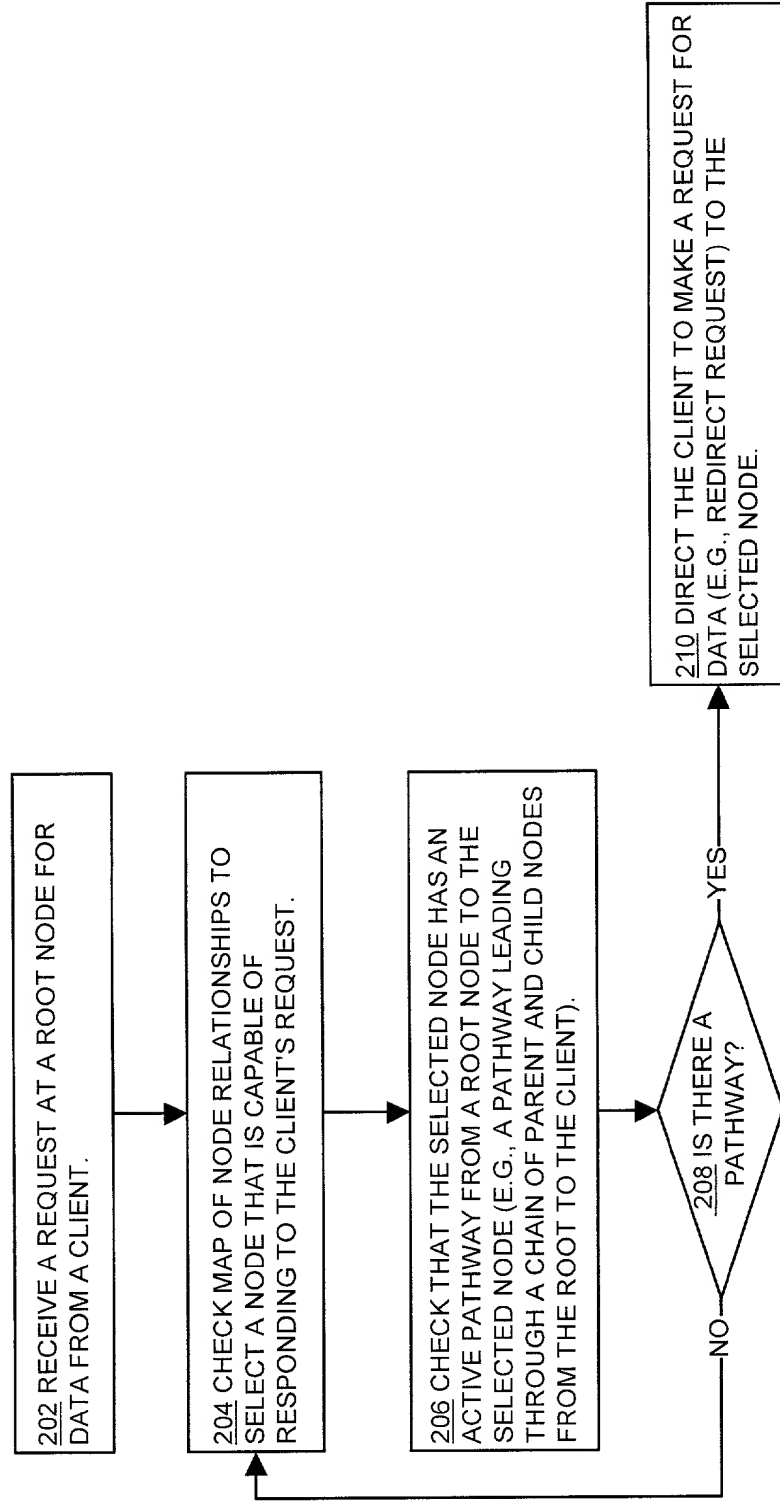 202 RECEIVE A REQUEST AT A ROOT NODE FOR
DATA FROM A CLIENT.
204 CHECK MAP OF NODE RELATIONSHIPS TO
SELECT A NODE THAT IS CAPABLE OF
RESPONDING TO THE CLIENT'S REQUEST.
206 CHECK THAT THE SELECTED NODE HAS AN
ACTIVE PATHWAY FROM A ROOT NODE TO THE
SELECTED NODE (E.G., A PATHWAY LEADING
THROUGH A CHAIN OF PARENT AND CHILD NODES
FROM THE ROOT TO THE CLIENT).
208 IS THERE A
PATHWAY?
NO
YES
210 DIRECT THE CLIENT TO MAKE A REQUEST FOR
DATA (E.G., REDIRECT REQUEST) TO THE
SELECTED NODE.